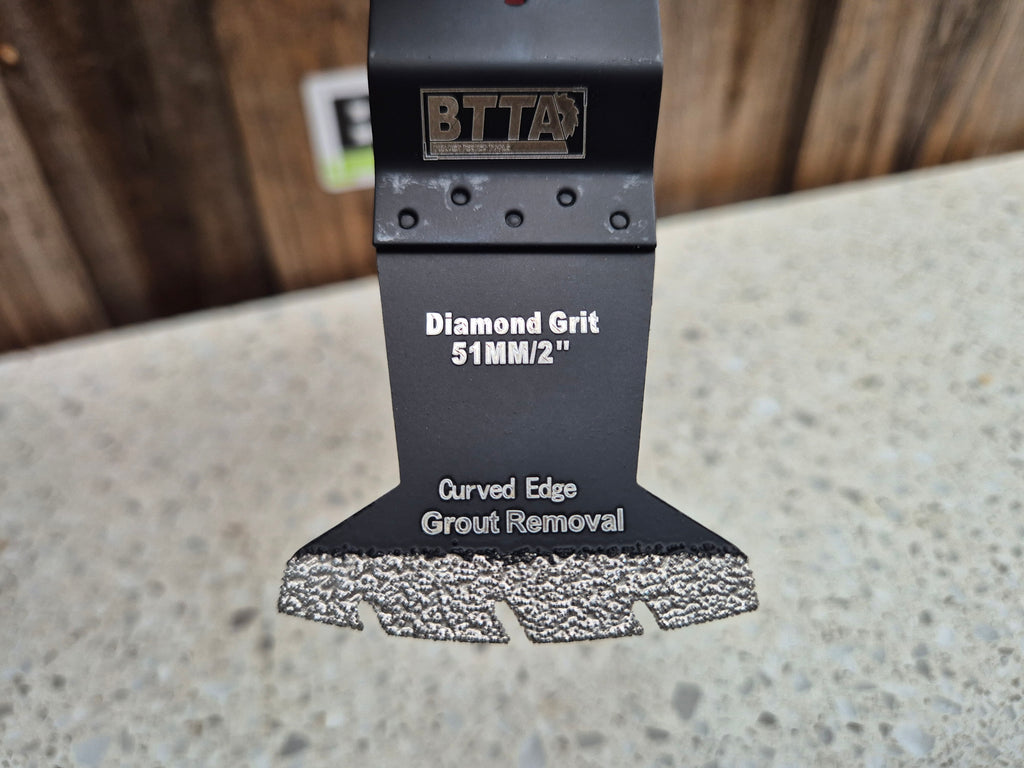 BTTA
Diamond Grit
51MM/2"
Curved Edge
Grout Removal